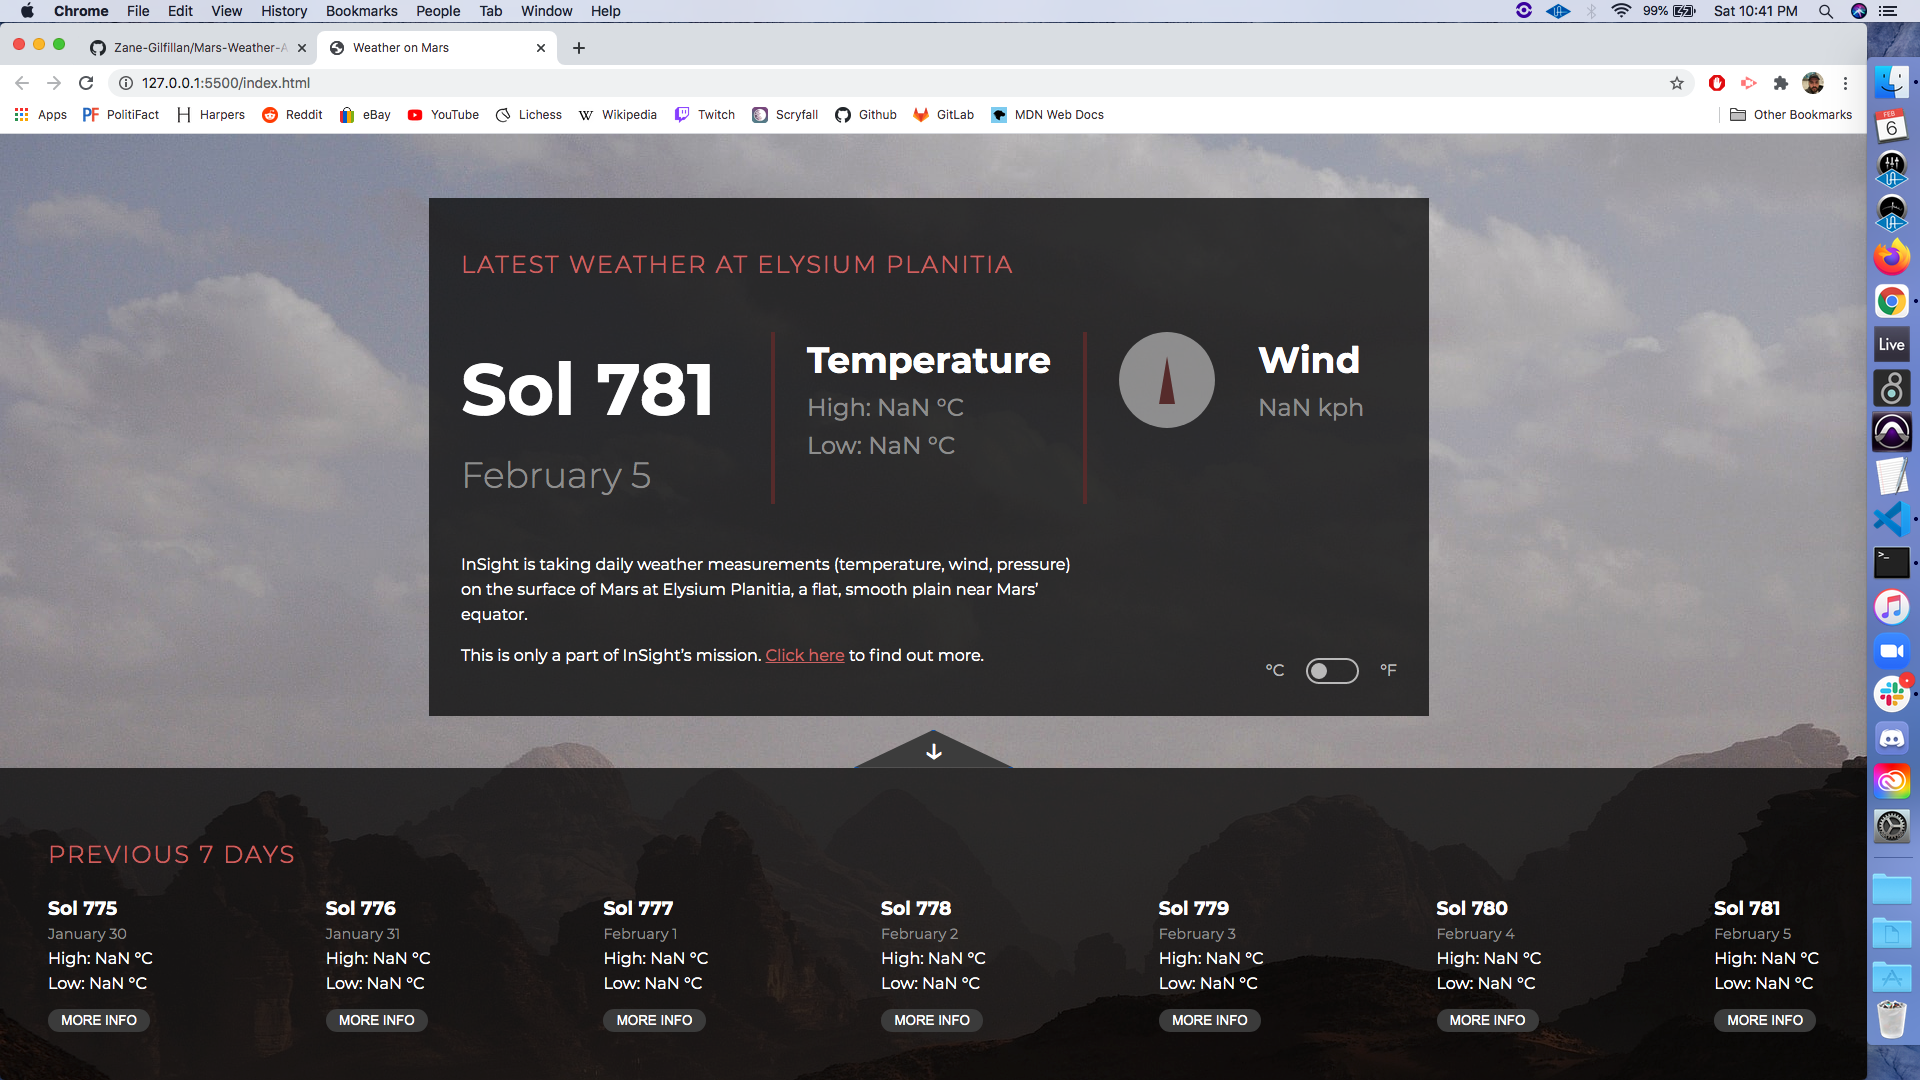 Chrome File Edit View History Bookmarks People Tab Window Help 99% Sat 10:41 PM
Zane-Gilfillan/Mars-Weather-A Weather on Mars
127.0.0.1:5500/index.html
Apps PolitiFact Harpers Reddit eBay YouTube Lichess Wikipedia Twitch Scryfall Github GitLab MDN Web Docs Other Bookmarks
LATEST WEATHER AT ELYSIUM PLANITIA
Sol 781
February 5
Temperature
High: NaN °C
Low: NaN °C
Wind
NaN kph
InSight is taking daily weather measurements (temperature, wind, pressure)
on the surface of Mars at Elysium Planitia, a flat, smooth plain near Mars’
equator.
This is only a part of InSight’s mission. Click here to find out more.
°C °F
PREVIOUS 7 DAYS
Sol 775
January 30
High: NaN °C
Low: NaN °C
MORE INFO
Sol 776
January 31
High: NaN °C
Low: NaN °C
MORE INFO
Sol 777
February 1
High: NaN °C
Low: NaN °C
MORE INFO
Sol 778
February 2
High: NaN °C
Low: NaN °C
MORE INFO
Sol 779
February 3
High: NaN °C
Low: NaN °C
MORE INFO
Sol 780
February 4
High: NaN °C
Low: NaN °C
MORE INFO
Sol 781
February 5
High: NaN °C
Low: NaN °C
MORE INFO
FEB
6
Live